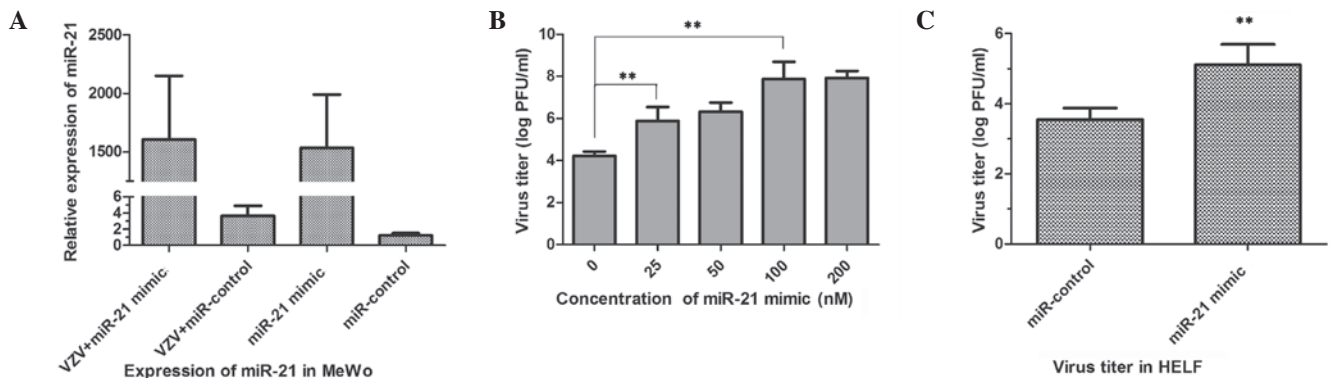 A
Relative expression of miR-21
2500
2000
1500
6
4
2
0
VZV+miR-21 mimic
VZV+miR-control
miR-21 mimic
miR-control
Expression of miR-21 in MeWo
B
Virus titer (log PFU/ml)
10
8
6
4
2
0
**
**
0
25
50
100
200
Concentration of miR-21 mimic (nM)
C
Virus titer (log PFU/ml)
6
4
2
0
**
miR-control
miR-21 mimic
Virus titer in HELF